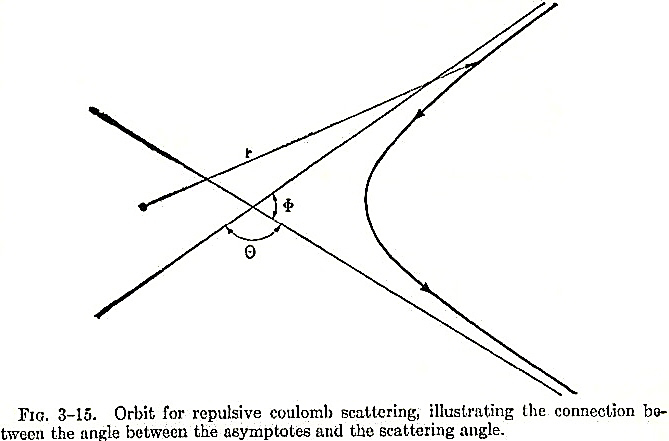 r
Φ
Θ
FIG. 3-15. Orbit for repulsive coulomb scattering, illustrating the connection be-
tween the angle between the asymptotes and the scattering angle.